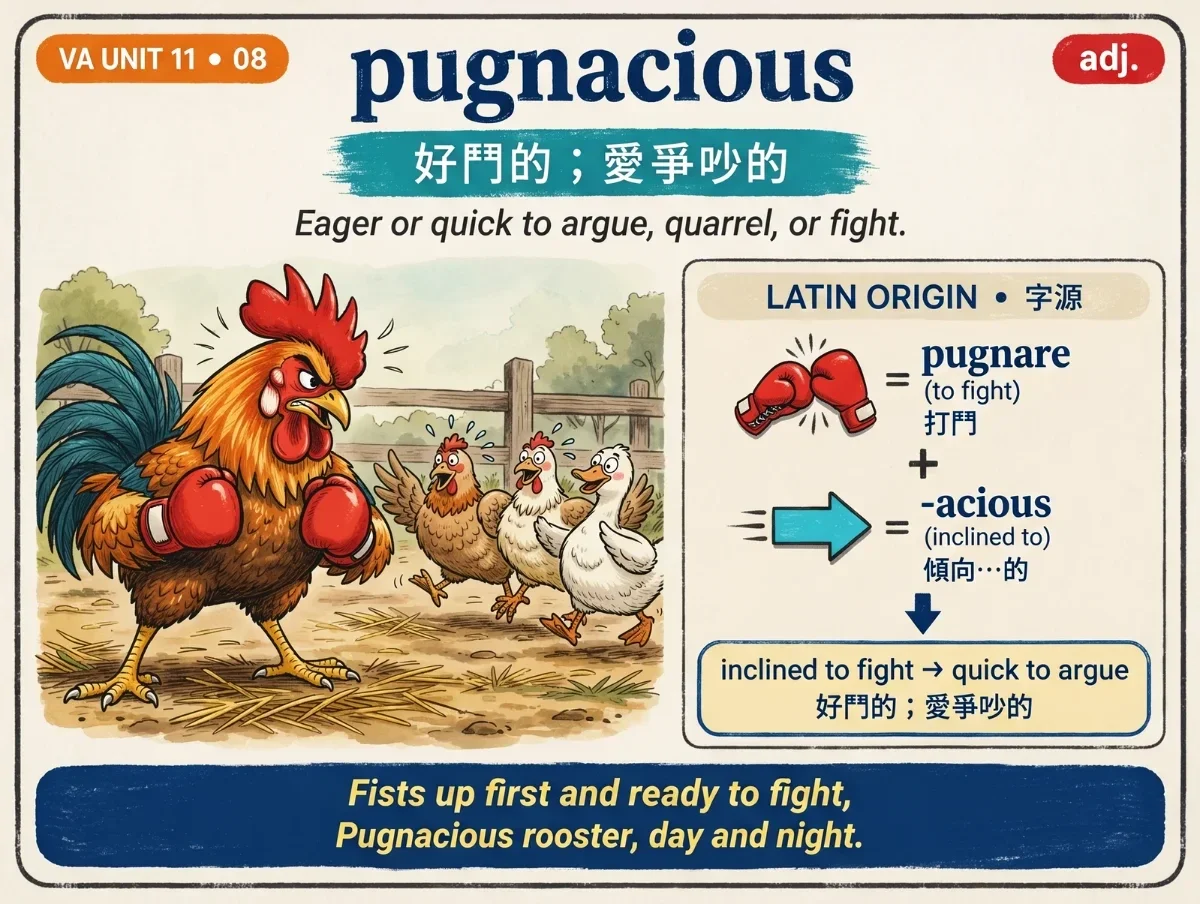 VA UNIT 11 • 08
pugnacious
adj.
好鬥的；愛爭吵的
Eager or quick to argue, quarrel, or fight.
LATIN ORIGIN • 字源
= pugnare
(to fight)
打鬥
+
= -acious
(inclined to)
傾向…的
inclined to fight → quick to argue
好鬥的；愛爭吵的
Fists up first and ready to fight,
Pugnacious rooster, day and night.